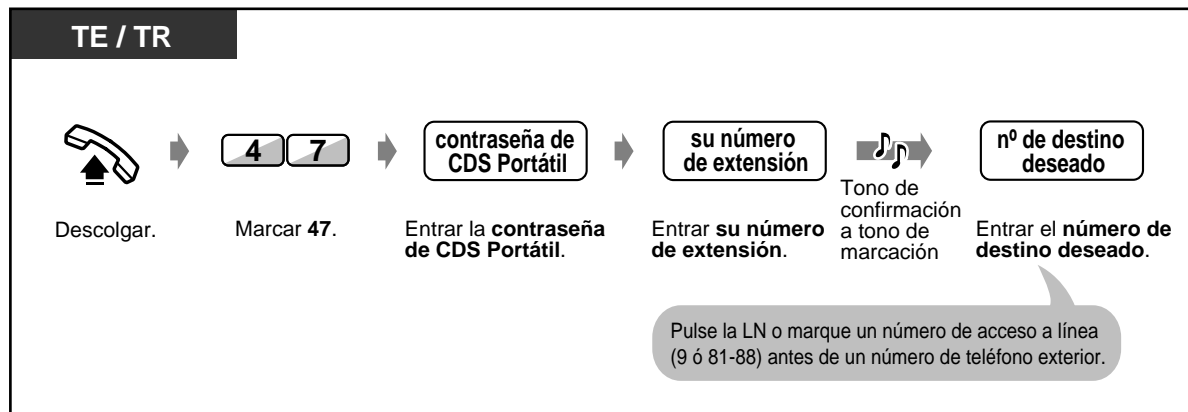 TE / TR
4 7
contraseña de
CDS Portátil
su número
de extensión
nº de destino
deseado
Descolgar.
Marcar 47.
Entrar la contraseña
de CDS Portátil.
Entrar su número
de extensión.
Tono de
confirmación
a tono de
marcación
Entrar el número de
destino deseado.
Pulse la LN o marque un número de acceso a línea
(9 ó 81-88) antes de un número de teléfono exterior.